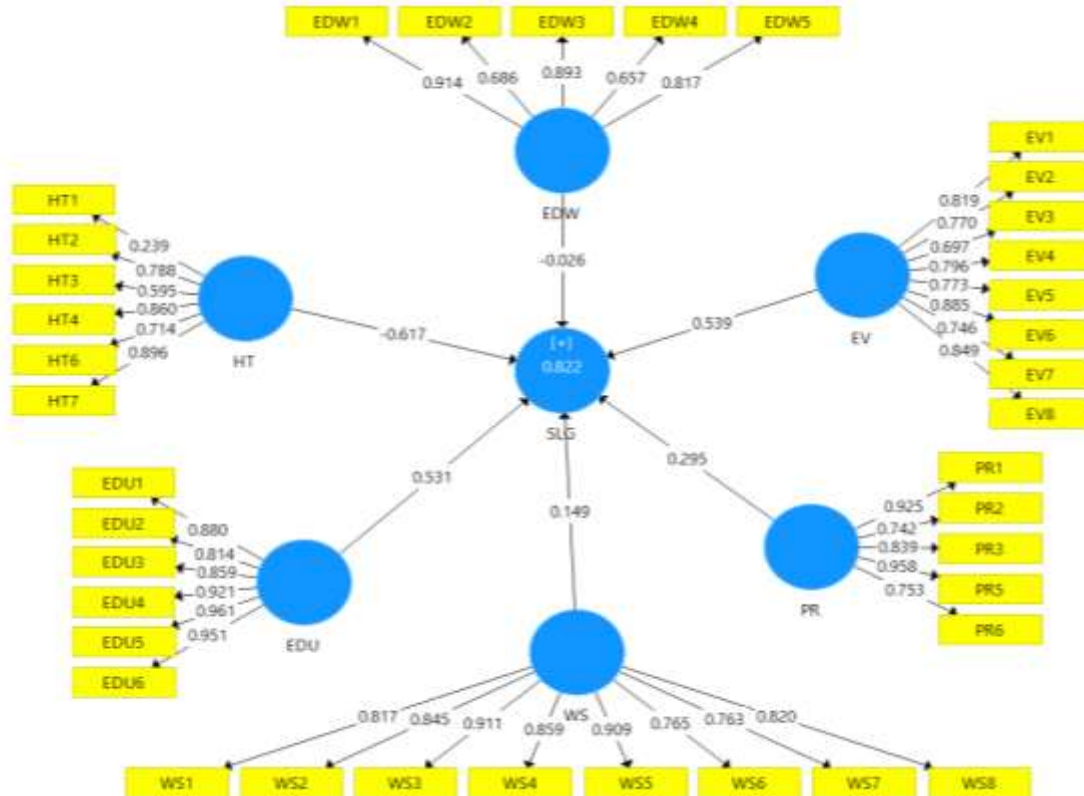 EDW1 EDW2 EDW3 EDW4 EDW5
0.914 0.686 0.893 0.657 0.817
EDW
-0.026
HT1
HT2
HT3
HT4
HT6
HT7
0.239
0.788
0.595
0.860
0.714
0.896
HT
-0.617
EV1
EV2
EV3
EV4
EV5
EV6
EV7
EV8
0.819
0.770
0.697
0.796
0.773
0.885
0.746
0.849
EV
0.539
[+]
0.822
SLG
EDU1
EDU2
EDU3
EDU4
EDU5
EDU6
0.880
0.814
0.859
0.921
0.961
0.951
EDU
0.531
0.149
0.295
PR1
PR2
PR3
PR5
PR6
0.925
0.742
0.839
0.958
0.753
PR
WS
0.817 0.845 0.911 0.859 0.909 0.765 0.763 0.820
WS1 WS2 WS3 WS4 WS5 WS6 WS7 WS8